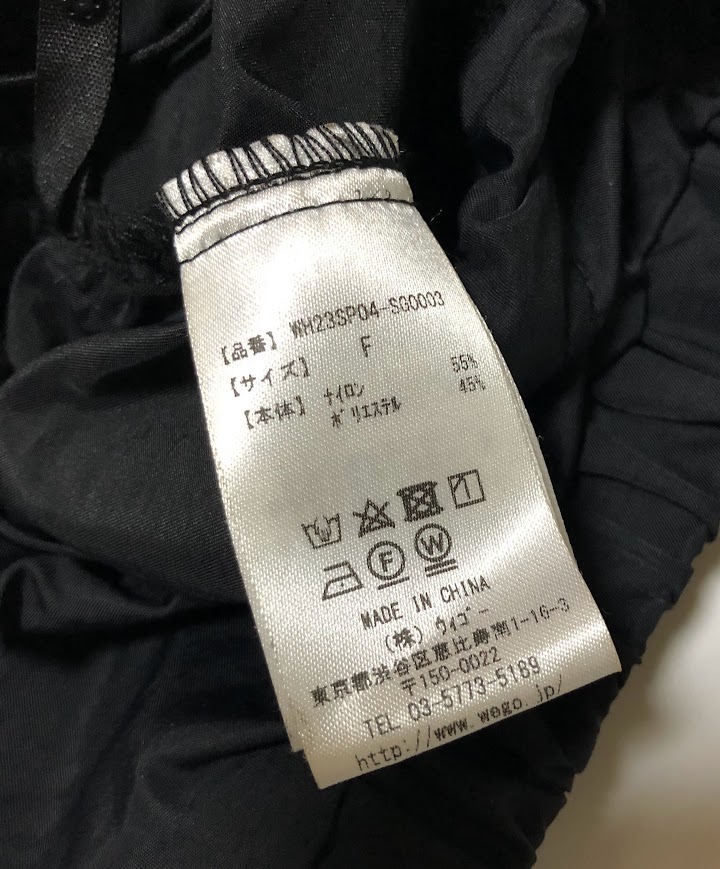 【品番】 WH23SP04-SG0003
【サイズ】 F
【本体】 ナイロン 55%
ポリエステル 45%
F W
MADE IN CHINA
(株) ウィゴー
東京都渋谷区恵比寿南1-16-3
〒150-0022
TEL 03-5773-5189
http://www.wego.jp/